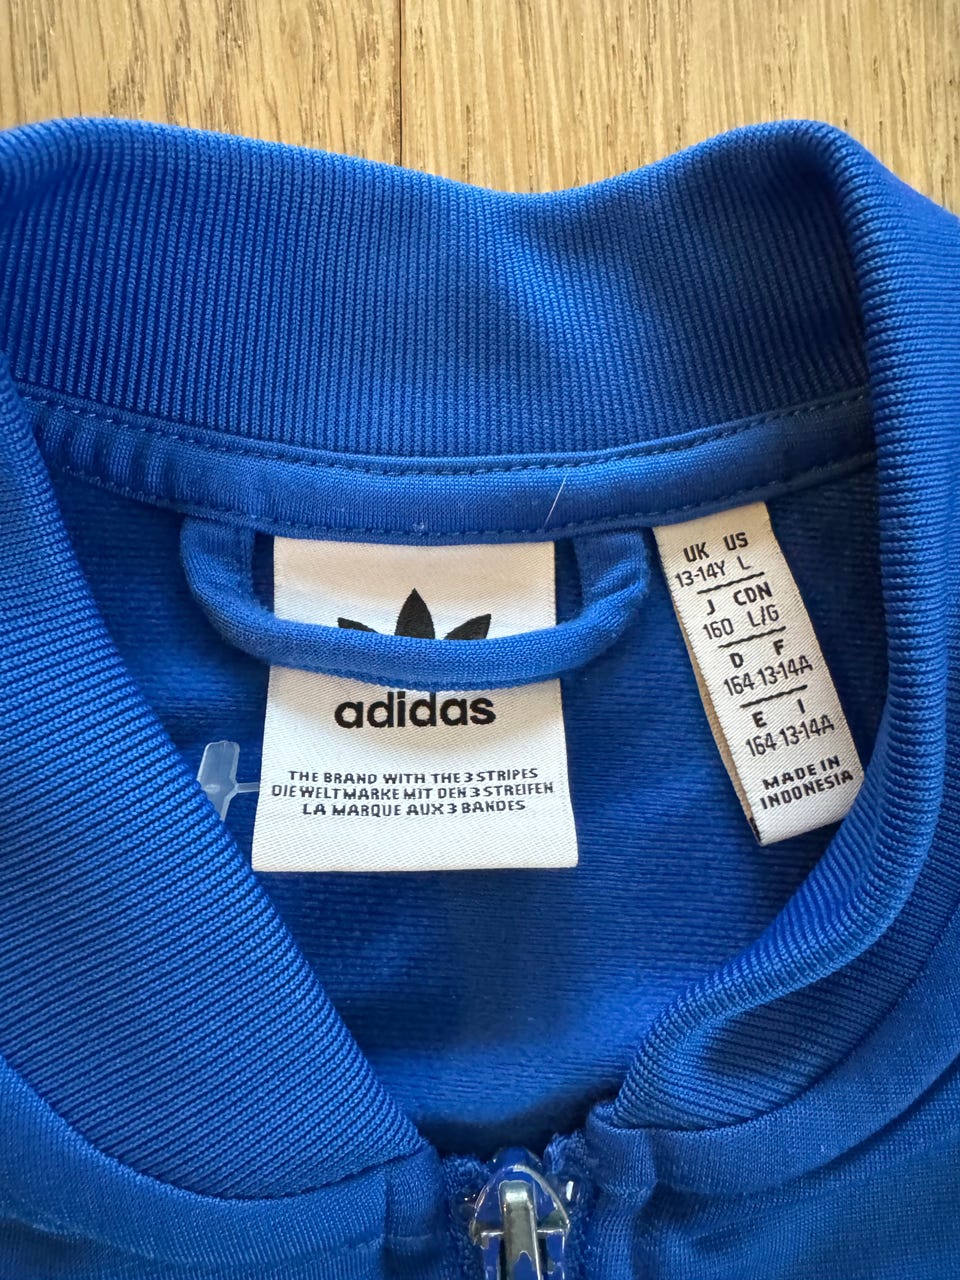 adidas
THE BRAND WITH THE 3 STRIPES
DIE WELTMARKE MIT DEN 3 STREIFEN
LA MARQUE AUX 3 BANDES
UK US
13-14Y L
J CDN
160 L/G
D F
164 13-14A
E I
164 13-14A
MADE IN
INDONESIA